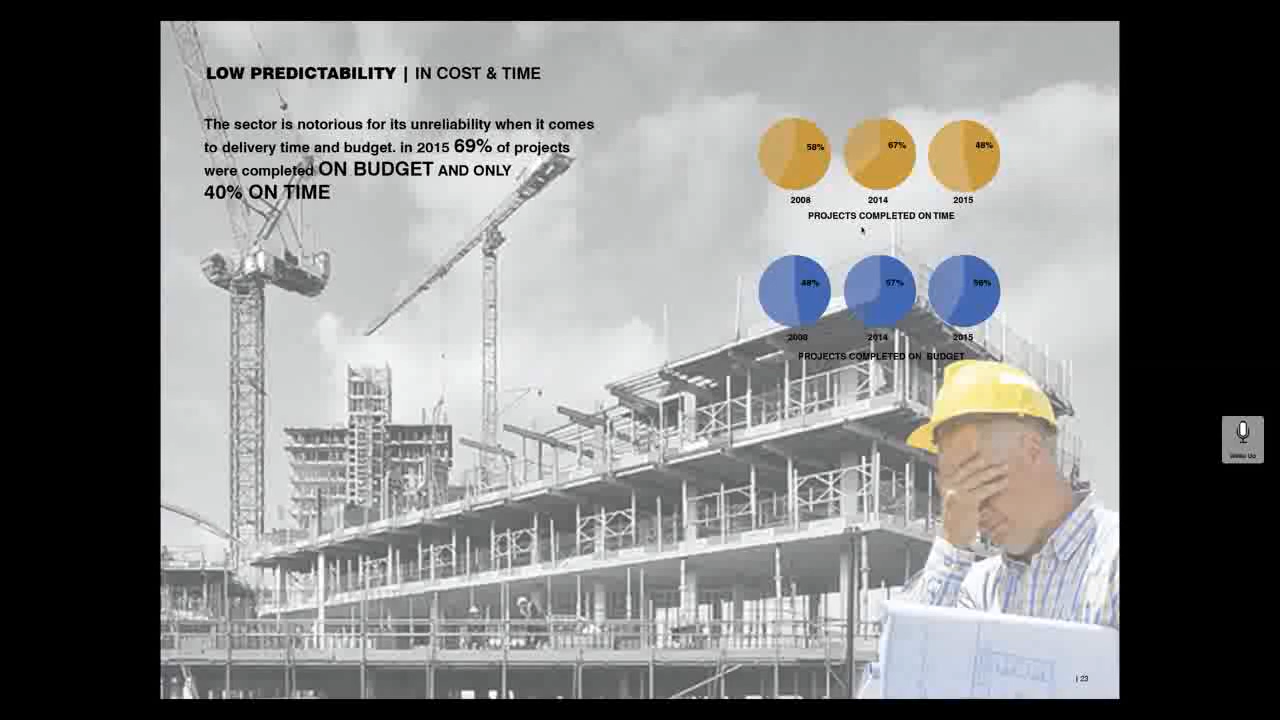 LOW PREDICTABILITY | IN COST & TIME
The sector is notorious for its unreliability when it comes
to delivery time and budget. in 2015 69% of projects
were completed ON BUDGET AND ONLY
40% ON TIME
58% 67% 48%
2008 2014 2015
PROJECTS COMPLETED ON TIME
48% 57%
2008 2014 2015
PROJECTS COMPLETED ON BUDGET
Wake Up
| 23